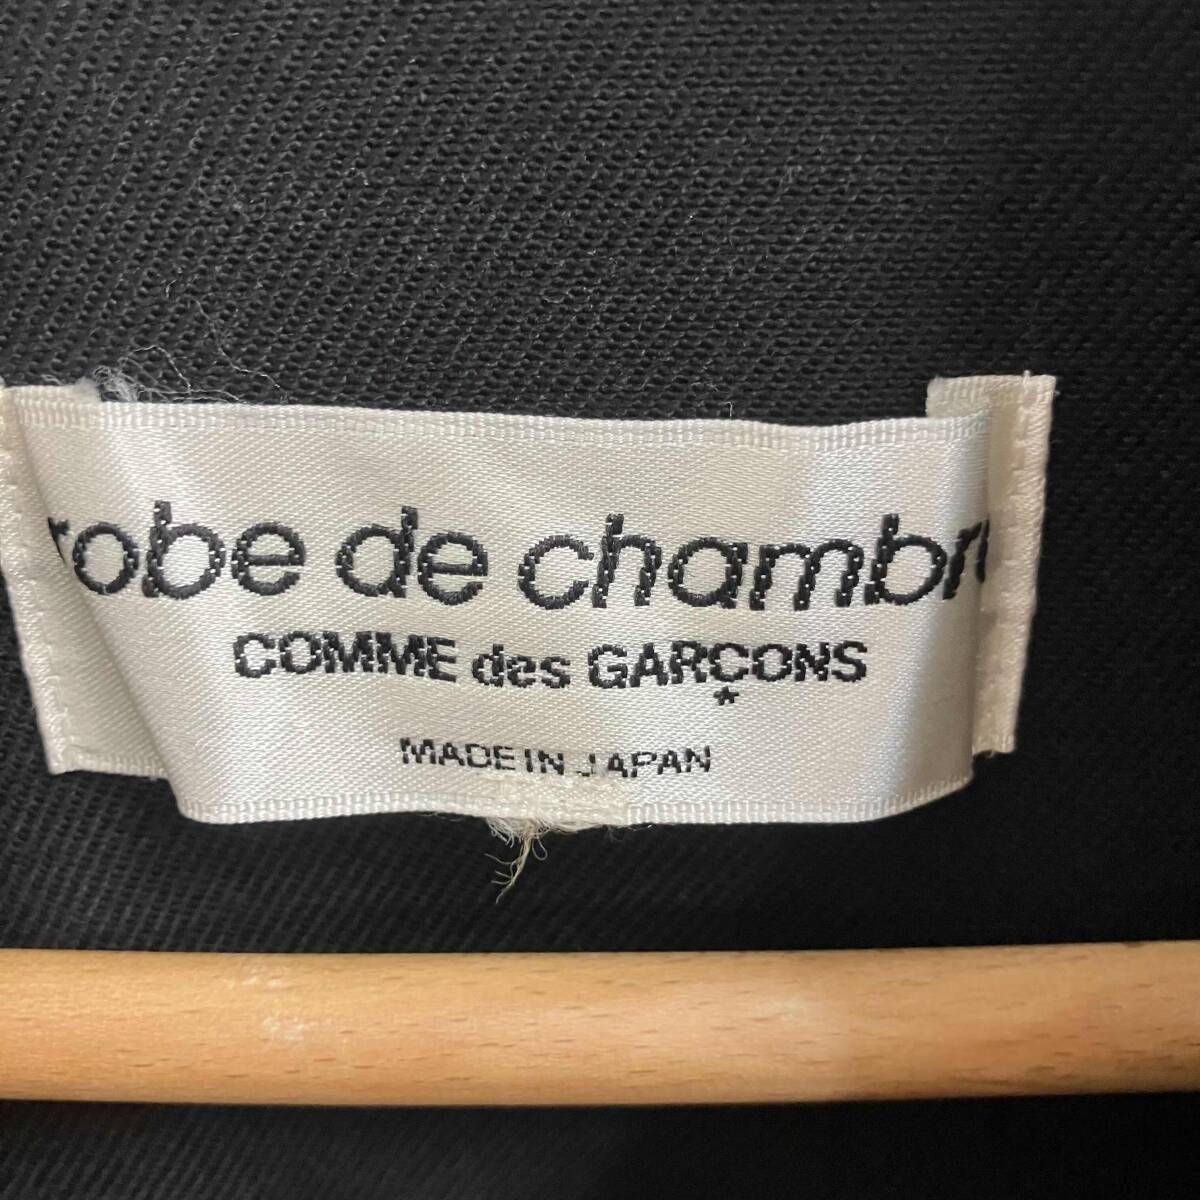 robe de chambr
COMME des GARÇONS
*
MADE IN JAPAN